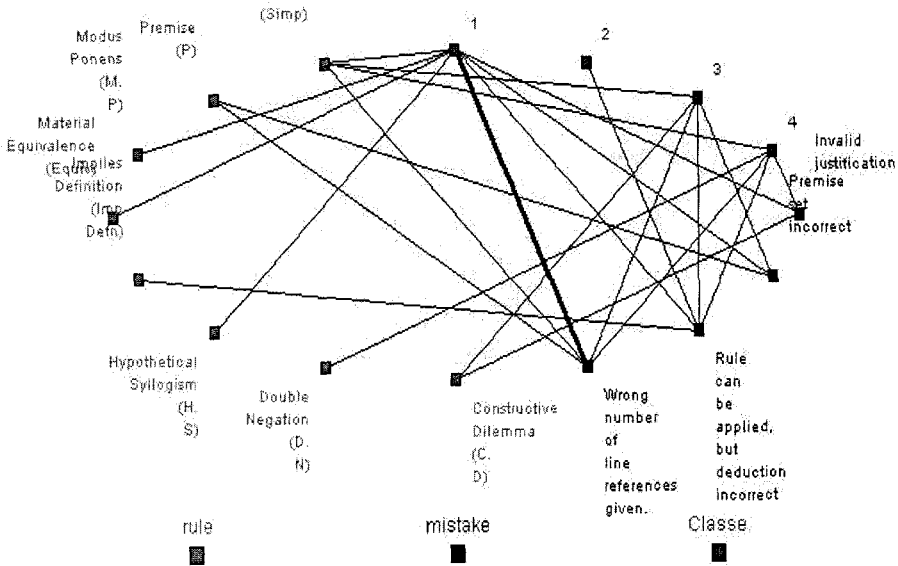 (Simp)
1
Premise
(P)
2
Modus
Ponens
(M.
P)
3
4
Material
Equivalence
(Equiv)
Implies
Definition
(Imp
Defn)
Invalid
justification
Premise
set
incorrect
Hypothetical
Syllogism
(H.
S)
Double
Negation
(D.
N)
Constructive
Dilemma
(C.
D)
Wrong
number
of
line
references
given.
Rule
can
be
applied,
but
deduction
incorrect
rule
mistake
Classe